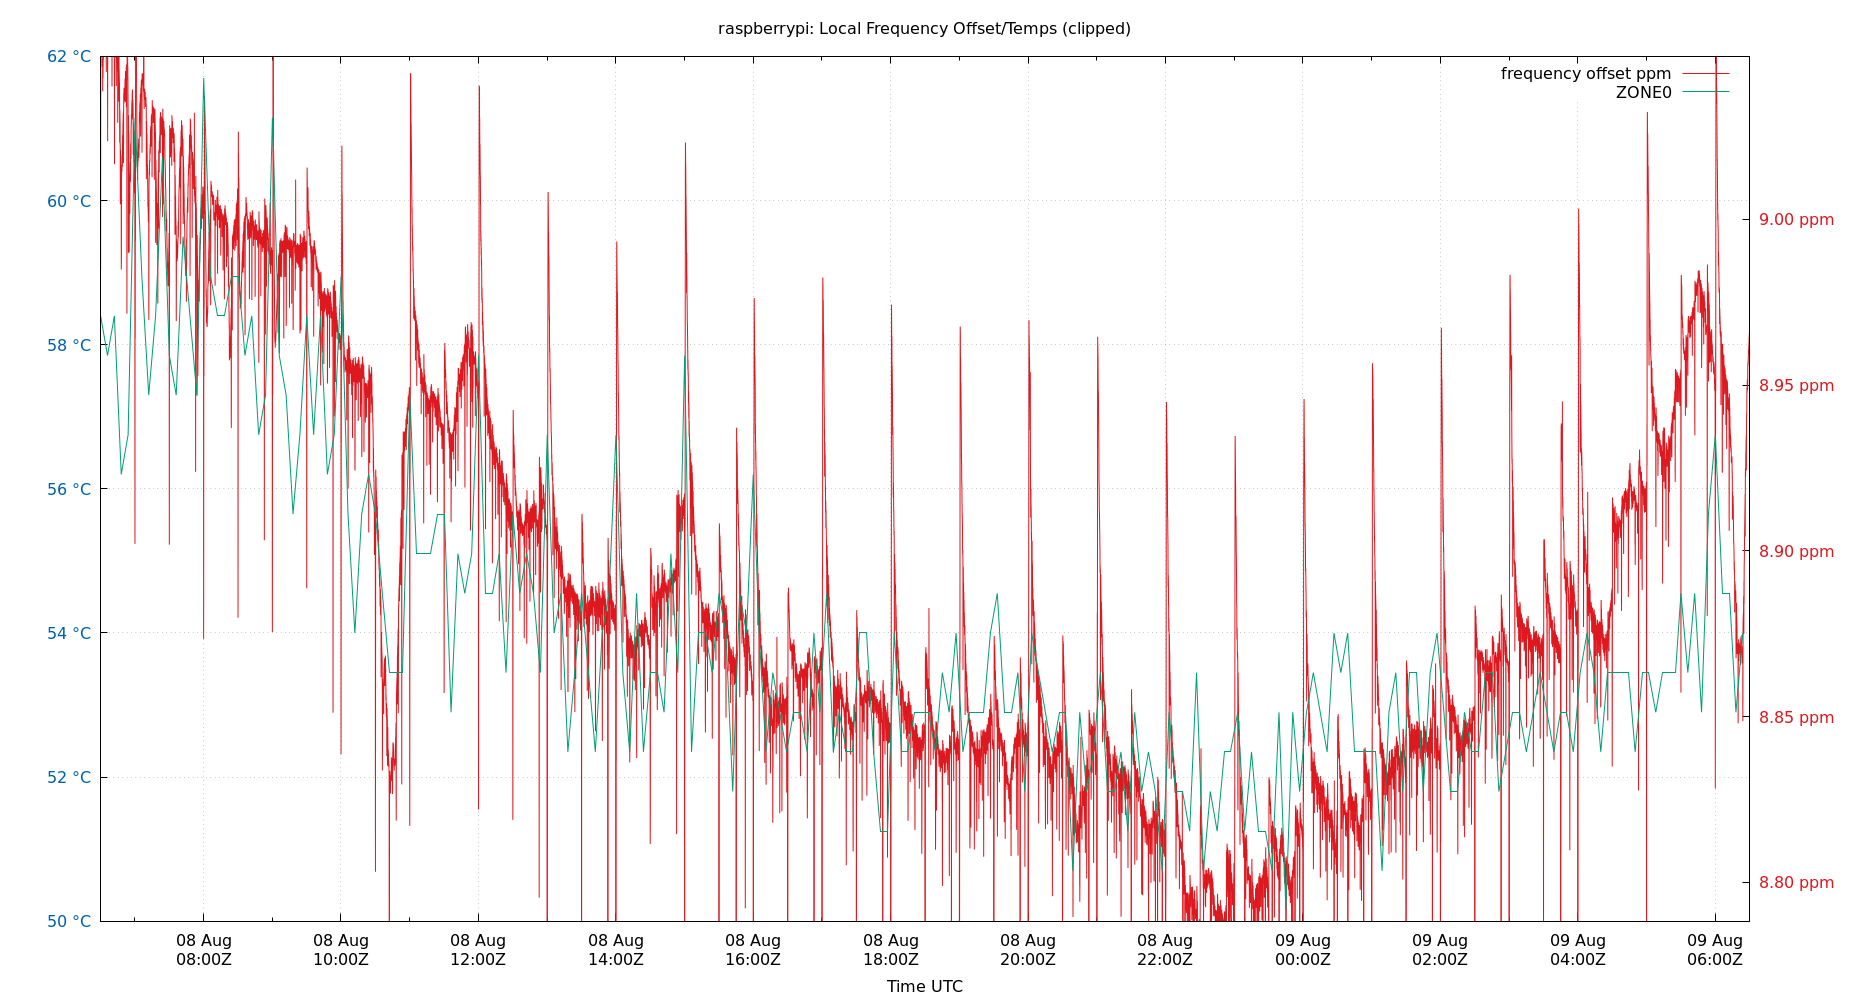 raspberrypi: Local Frequency Offset/Temps (clipped)
62 °C
60 °C
58 °C
56 °C
54 °C
52 °C
50 °C
frequency offset ppm
ZONE0
9.00 ppm
8.95 ppm
8.90 ppm
8.85 ppm
8.80 ppm
08 Aug
08:00Z
08 Aug
10:00Z
08 Aug
12:00Z
08 Aug
14:00Z
08 Aug
16:00Z
08 Aug
18:00Z
08 Aug
20:00Z
08 Aug
22:00Z
09 Aug
00:00Z
09 Aug
02:00Z
09 Aug
04:00Z
09 Aug
06:00Z
Time UTC